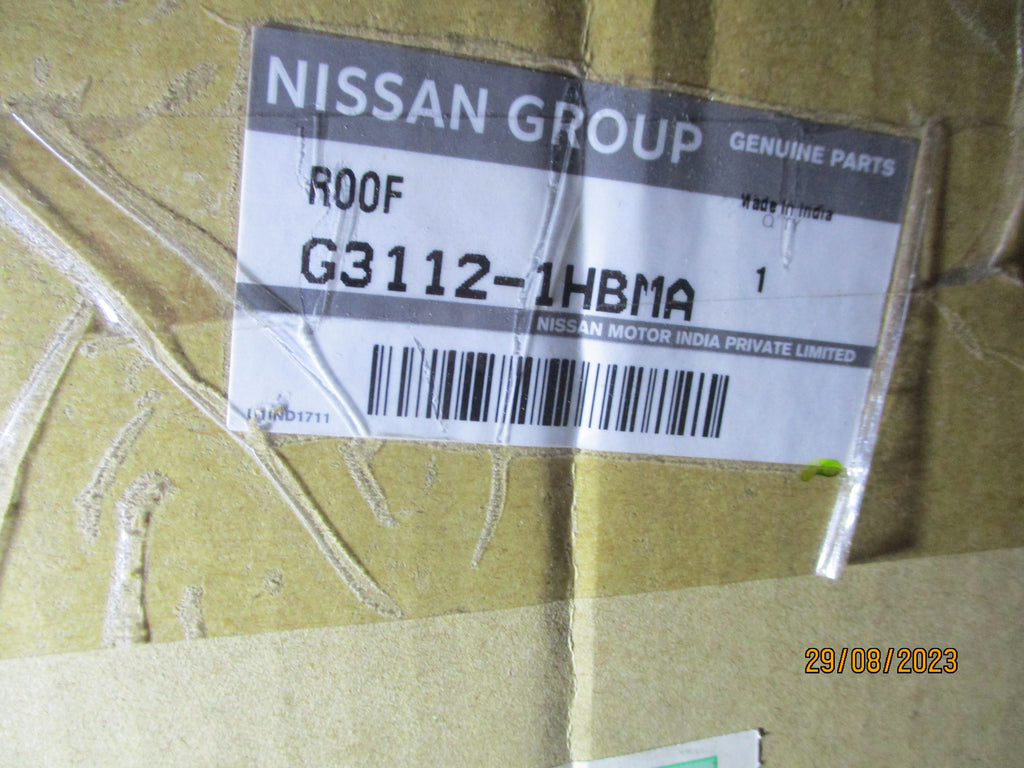 NISSAN GROUP GENUINE PARTS
ROOF
Made in India
G3112-1HBMA
1
NISSAN MOTOR INDIA PRIVATE LIMITED
29/08/2023